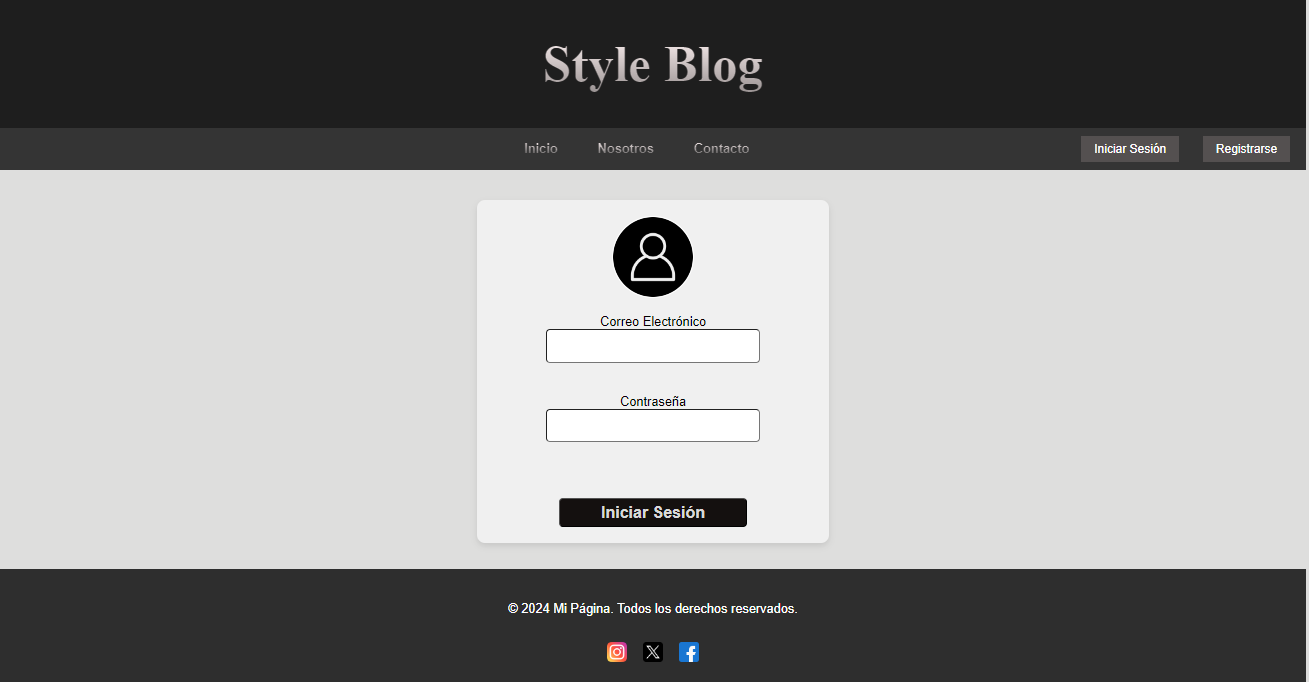 Style Blog
Inicio Nosotros Contacto Iniciar Sesión Registrarse
Correo Electrónico
Contraseña
Iniciar Sesión
© 2024 Mi Página. Todos los derechos reservados.